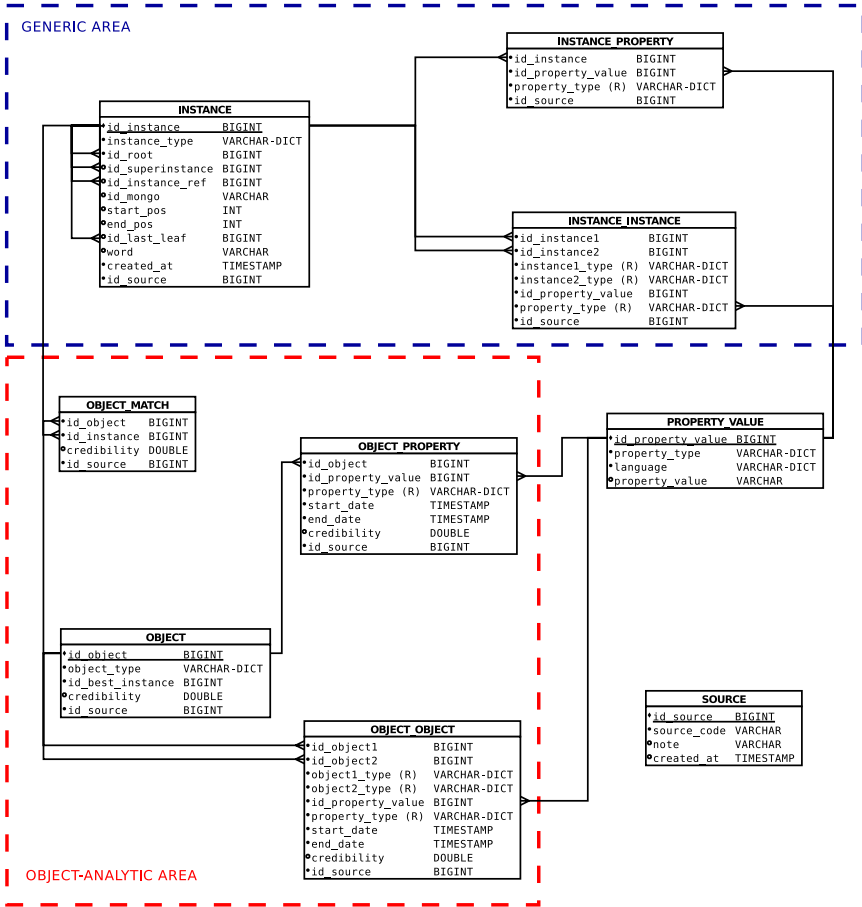 GENERIC AREA
INSTANCE_PROPERTY
id_instance BIGINT
id_property_value BIGINT
property_type (R) VARCHAR-DICT
id_source BIGINT
INSTANCE
id_instance BIGINT
instance_type VARCHAR-DICT
id_root BIGINT
id_superinstance BIGINT
id_instance_ref BIGINT
id_mongo VARCHAR
start_pos INT
end_pos INT
id_last_leaf BIGINT
word VARCHAR
created_at TIMESTAMP
id_source BIGINT
INSTANCE_INSTANCE
id_instance1 BIGINT
id_instance2 BIGINT
instance1_type (R) VARCHAR-DICT
instance2_type (R) VARCHAR-DICT
id_property_value BIGINT
property_type (R) VARCHAR-DICT
id_source BIGINT
OBJECT_MATCH
id_object BIGINT
id_instance BIGINT
credibility DOUBLE
id_source BIGINT
OBJECT_PROPERTY
id_object BIGINT
id_property_value BIGINT
property_type (R) VARCHAR-DICT
start_date TIMESTAMP
end_date TIMESTAMP
credibility DOUBLE
id_source BIGINT
PROPERTY_VALUE
id_property_value BIGINT
property_type VARCHAR-DICT
language VARCHAR-DICT
property_value VARCHAR
OBJECT
id_object BIGINT
object_type VARCHAR-DICT
id_best_instance BIGINT
credibility DOUBLE
id_source BIGINT
SOURCE
id_source BIGINT
source_code VARCHAR
note VARCHAR
created_at TIMESTAMP
OBJECT_OBJECT
id_object1 BIGINT
id_object2 BIGINT
object1_type (R) VARCHAR-DICT
object2_type (R) VARCHAR-DICT
id_property_value BIGINT
property_type (R) VARCHAR-DICT
start_date TIMESTAMP
end_date TIMESTAMP
credibility DOUBLE
id_source BIGINT
OBJECT-ANALYTIC AREA